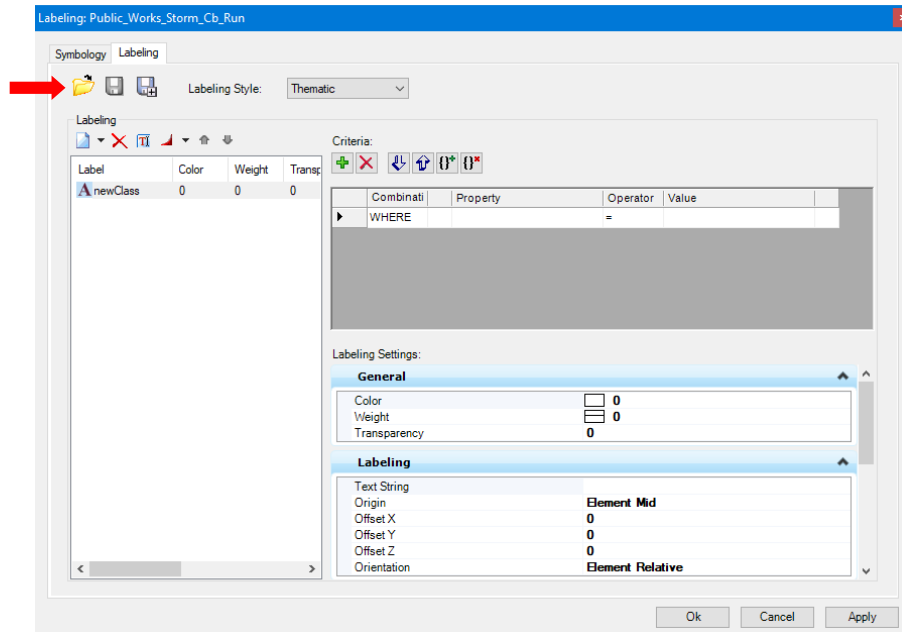 Labeling: Public_Works_Storm_Cb_Run
Symbology Labeling
Labeling Style: Thematic
Labeling
Criteria:
Label Color Weight Transp
A newClass 0 0 0
Combinati Property Operator Value
WHERE =
Labeling Settings:
General
Color 0
Weight 0
Transparency 0
Labeling
Text String
Origin Element Mid
Offset X 0
Offset Y 0
Offset Z 0
Orientation Element Relative
Ok Cancel Apply